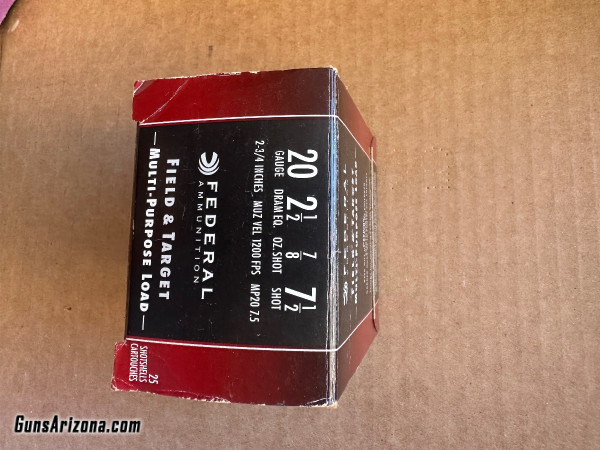 20 2 1/2 7/8 7 1/2
GAUGE DRAM EQ. OZ. SHOT SHOT
2-3/4 INCHES MUZ VEL 1200 FPS MP20 7.5
FEDERAL
AMMUNITION
FIELD & TARGET
MULTI-PURPOSE LOAD
25
SHOTSHELLS
CARTOUCHES
GunsArizona.com